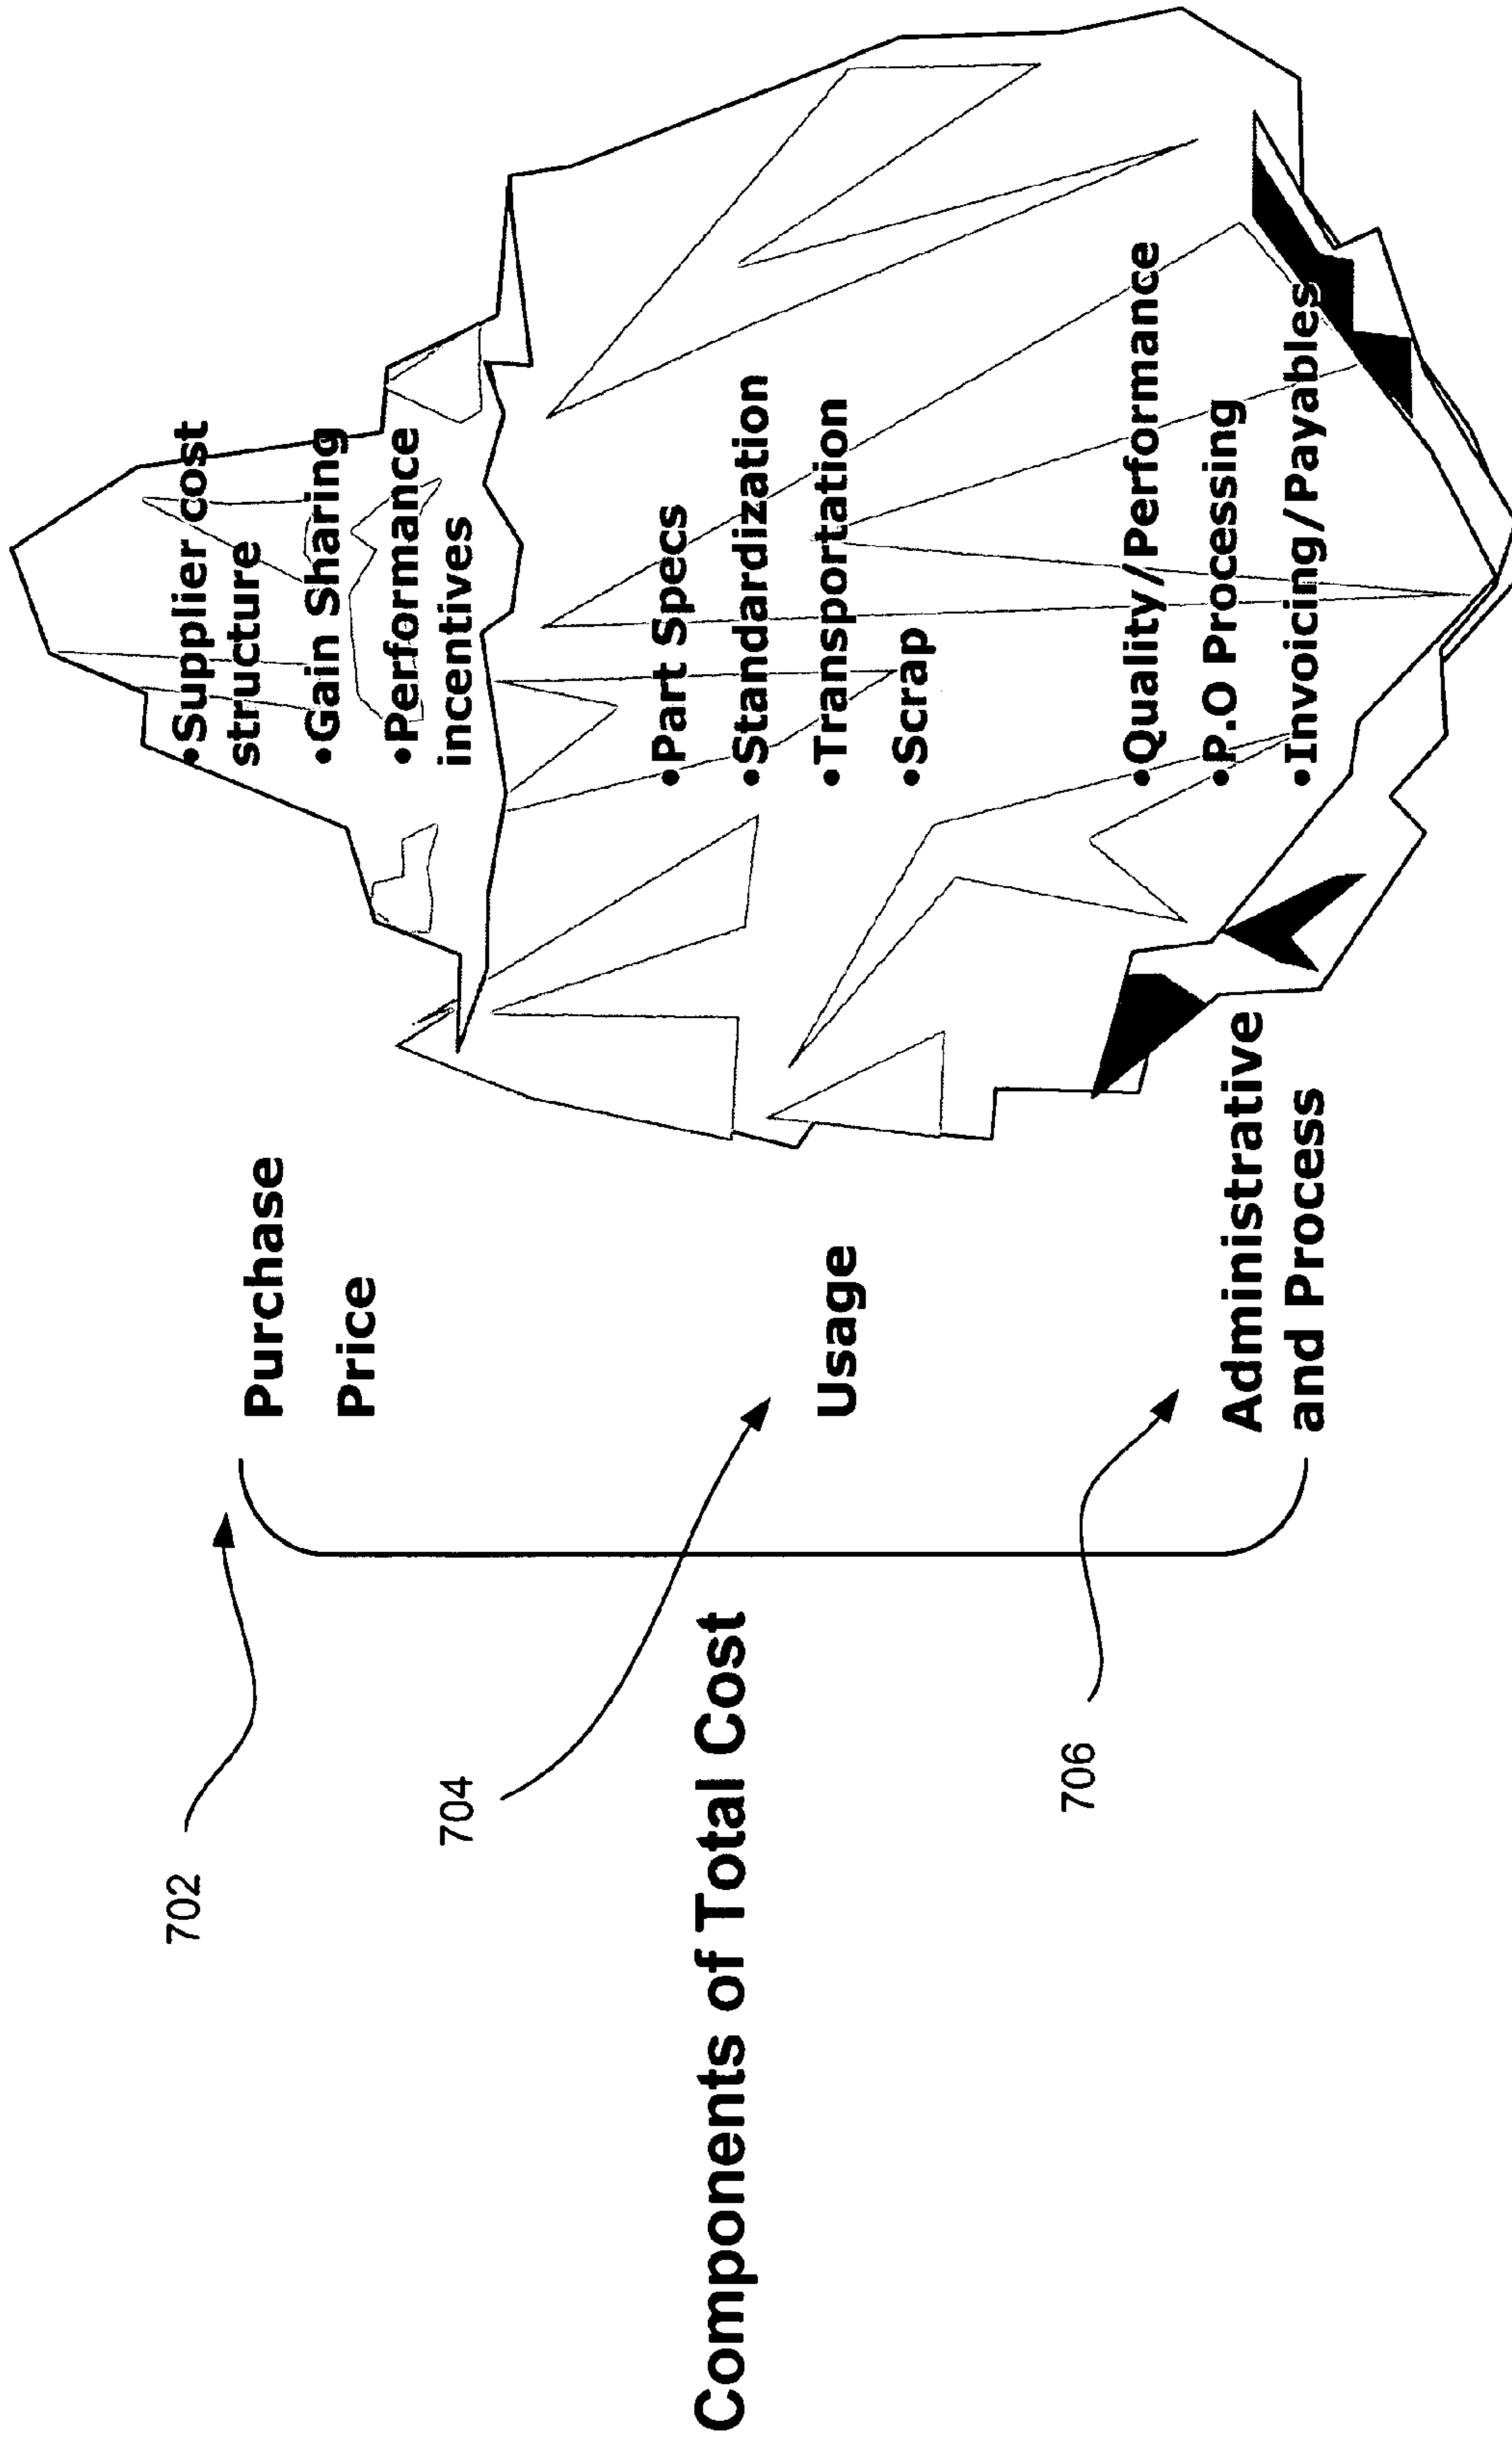 Components of Total Cost
702
704
706
Purchase
Price
Usage
Administrative
and Process
•Supplier cost
structure
•Gain Sharing
•Performance
incentives
•Part Specs
•Standardization
•Transportation
•Scrap
•Quality/Performance
•P.O Processing
•Invoicing/Payables